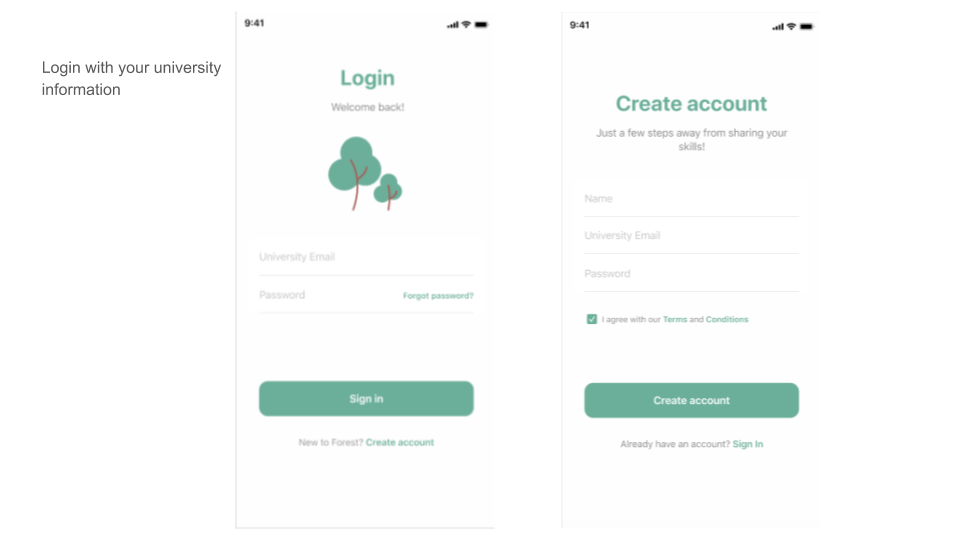 Login with your university
information
9:41
Login
Welcome back!
University Email
Password
Forgot password?
Sign in
New to Forest? Create account
9:41
Create account
Just a few steps away from sharing your
skills!
Name
University Email
Password
I agree with our Terms and Conditions
Create account
Already have an account? Sign In